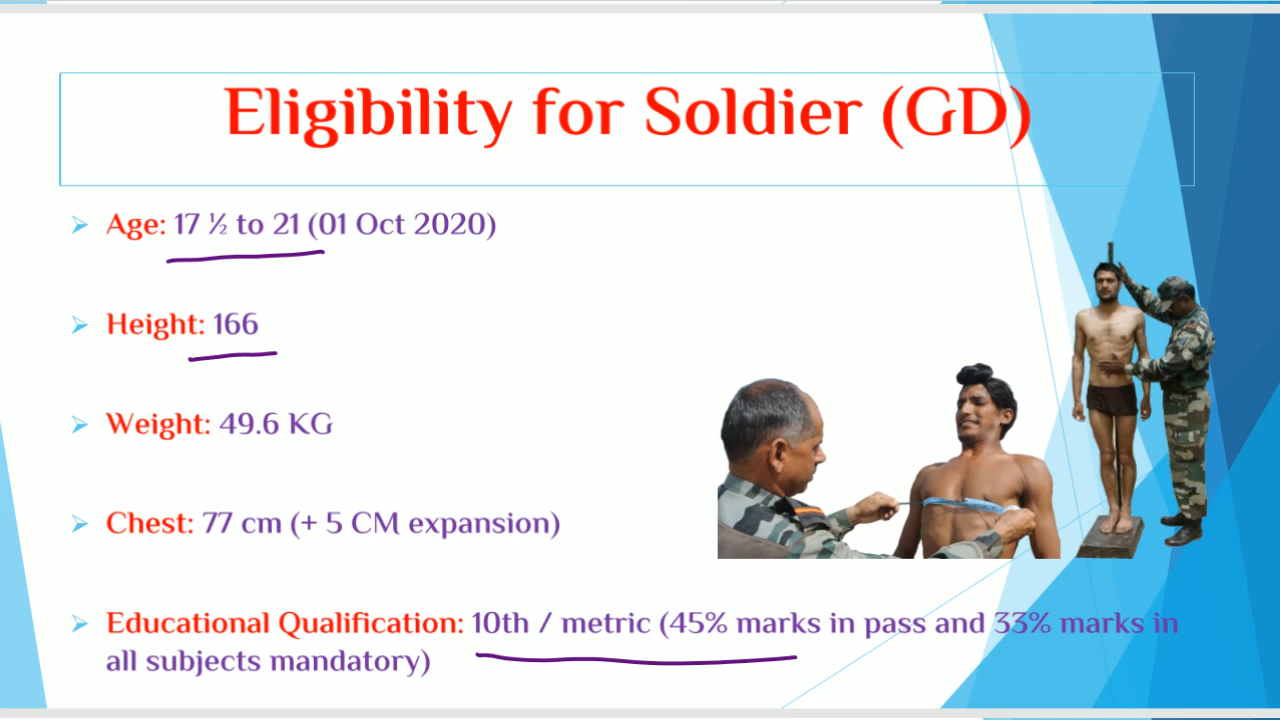 Eligibility for Soldier (GD)
Age: 17 ½ to 21 (01 Oct 2020)
Height: 166
Weight: 49.6 KG
Chest: 77 cm (+ 5 CM expansion)
Educational Qualification: 10th / metric (45% marks in pass and 33% marks in
all subjects mandatory)